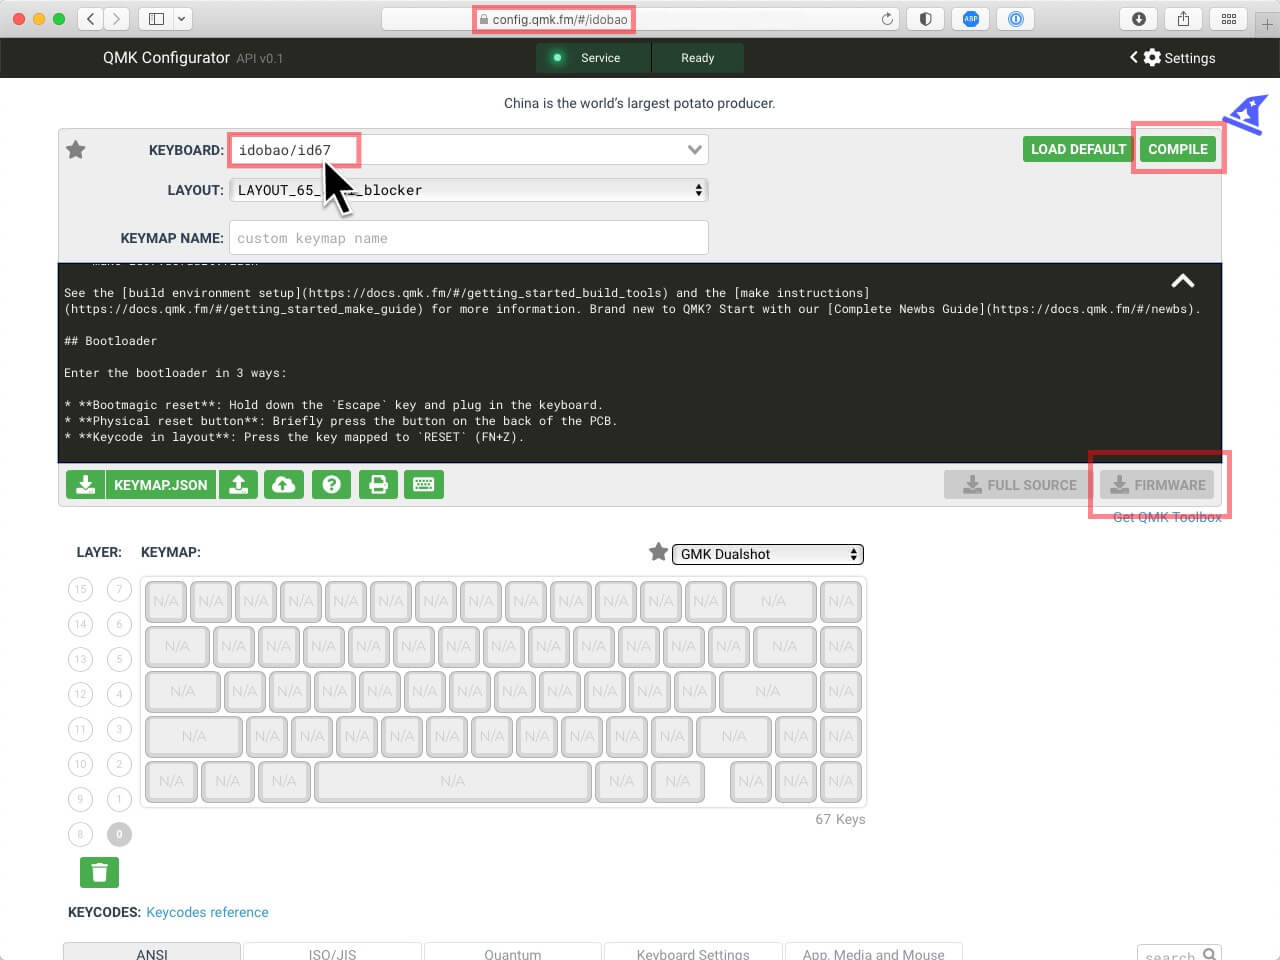 config.qmk.fm/#/idobao
ABP
QMK Configurator API v0.1
Service
Ready
Settings
China is the world's largest potato producer.
KEYBOARD: idobao/id67
LOAD DEFAULT
COMPILE
LAYOUT: LAYOUT_65_ _blocker
KEYMAP NAME: custom keymap name
See the [build environment setup](https://docs.qmk.fm/#/getting_started_build_tools) and the [make instructions]
(https://docs.qmk.fm/#/getting_started_make_guide) for more information. Brand new to QMK? Start with our [Complete Newbs Guide](https://docs.qmk.fm/#/newbs).
## Bootloader
Enter the bootloader in 3 ways:
* **Bootmagic reset**: Hold down the `Escape` key and plug in the keyboard.
* **Physical reset button**: Briefly press the button on the back of the PCB.
* **Keycode in layout**: Press the key mapped to `RESET` (FN+Z).
KEYMAP.JSON
FULL SOURCE
FIRMWARE
Get QMK Toolbox
LAYER: KEYMAP:
GMK Dualshot
15 7 N/A N/A N/A N/A N/A N/A N/A N/A N/A N/A N/A N/A N/A N/A N/A
14 6 N/A N/A N/A N/A N/A N/A N/A N/A N/A N/A N/A N/A N/A N/A N/A
13 5
12 4 N/A N/A N/A N/A N/A N/A N/A N/A N/A N/A N/A N/A N/A N/A
11 3 N/A N/A N/A N/A N/A N/A N/A N/A N/A N/A N/A N/A N/A N/A
10 2 N/A N/A N/A N/A N/A N/A N/A N/A N/A
9 1
8 0
67 Keys
KEYCODES: Keycodes reference
ANSI
ISO/JIS
Quantum
Keyboard Settings
App, Media and Mouse
search